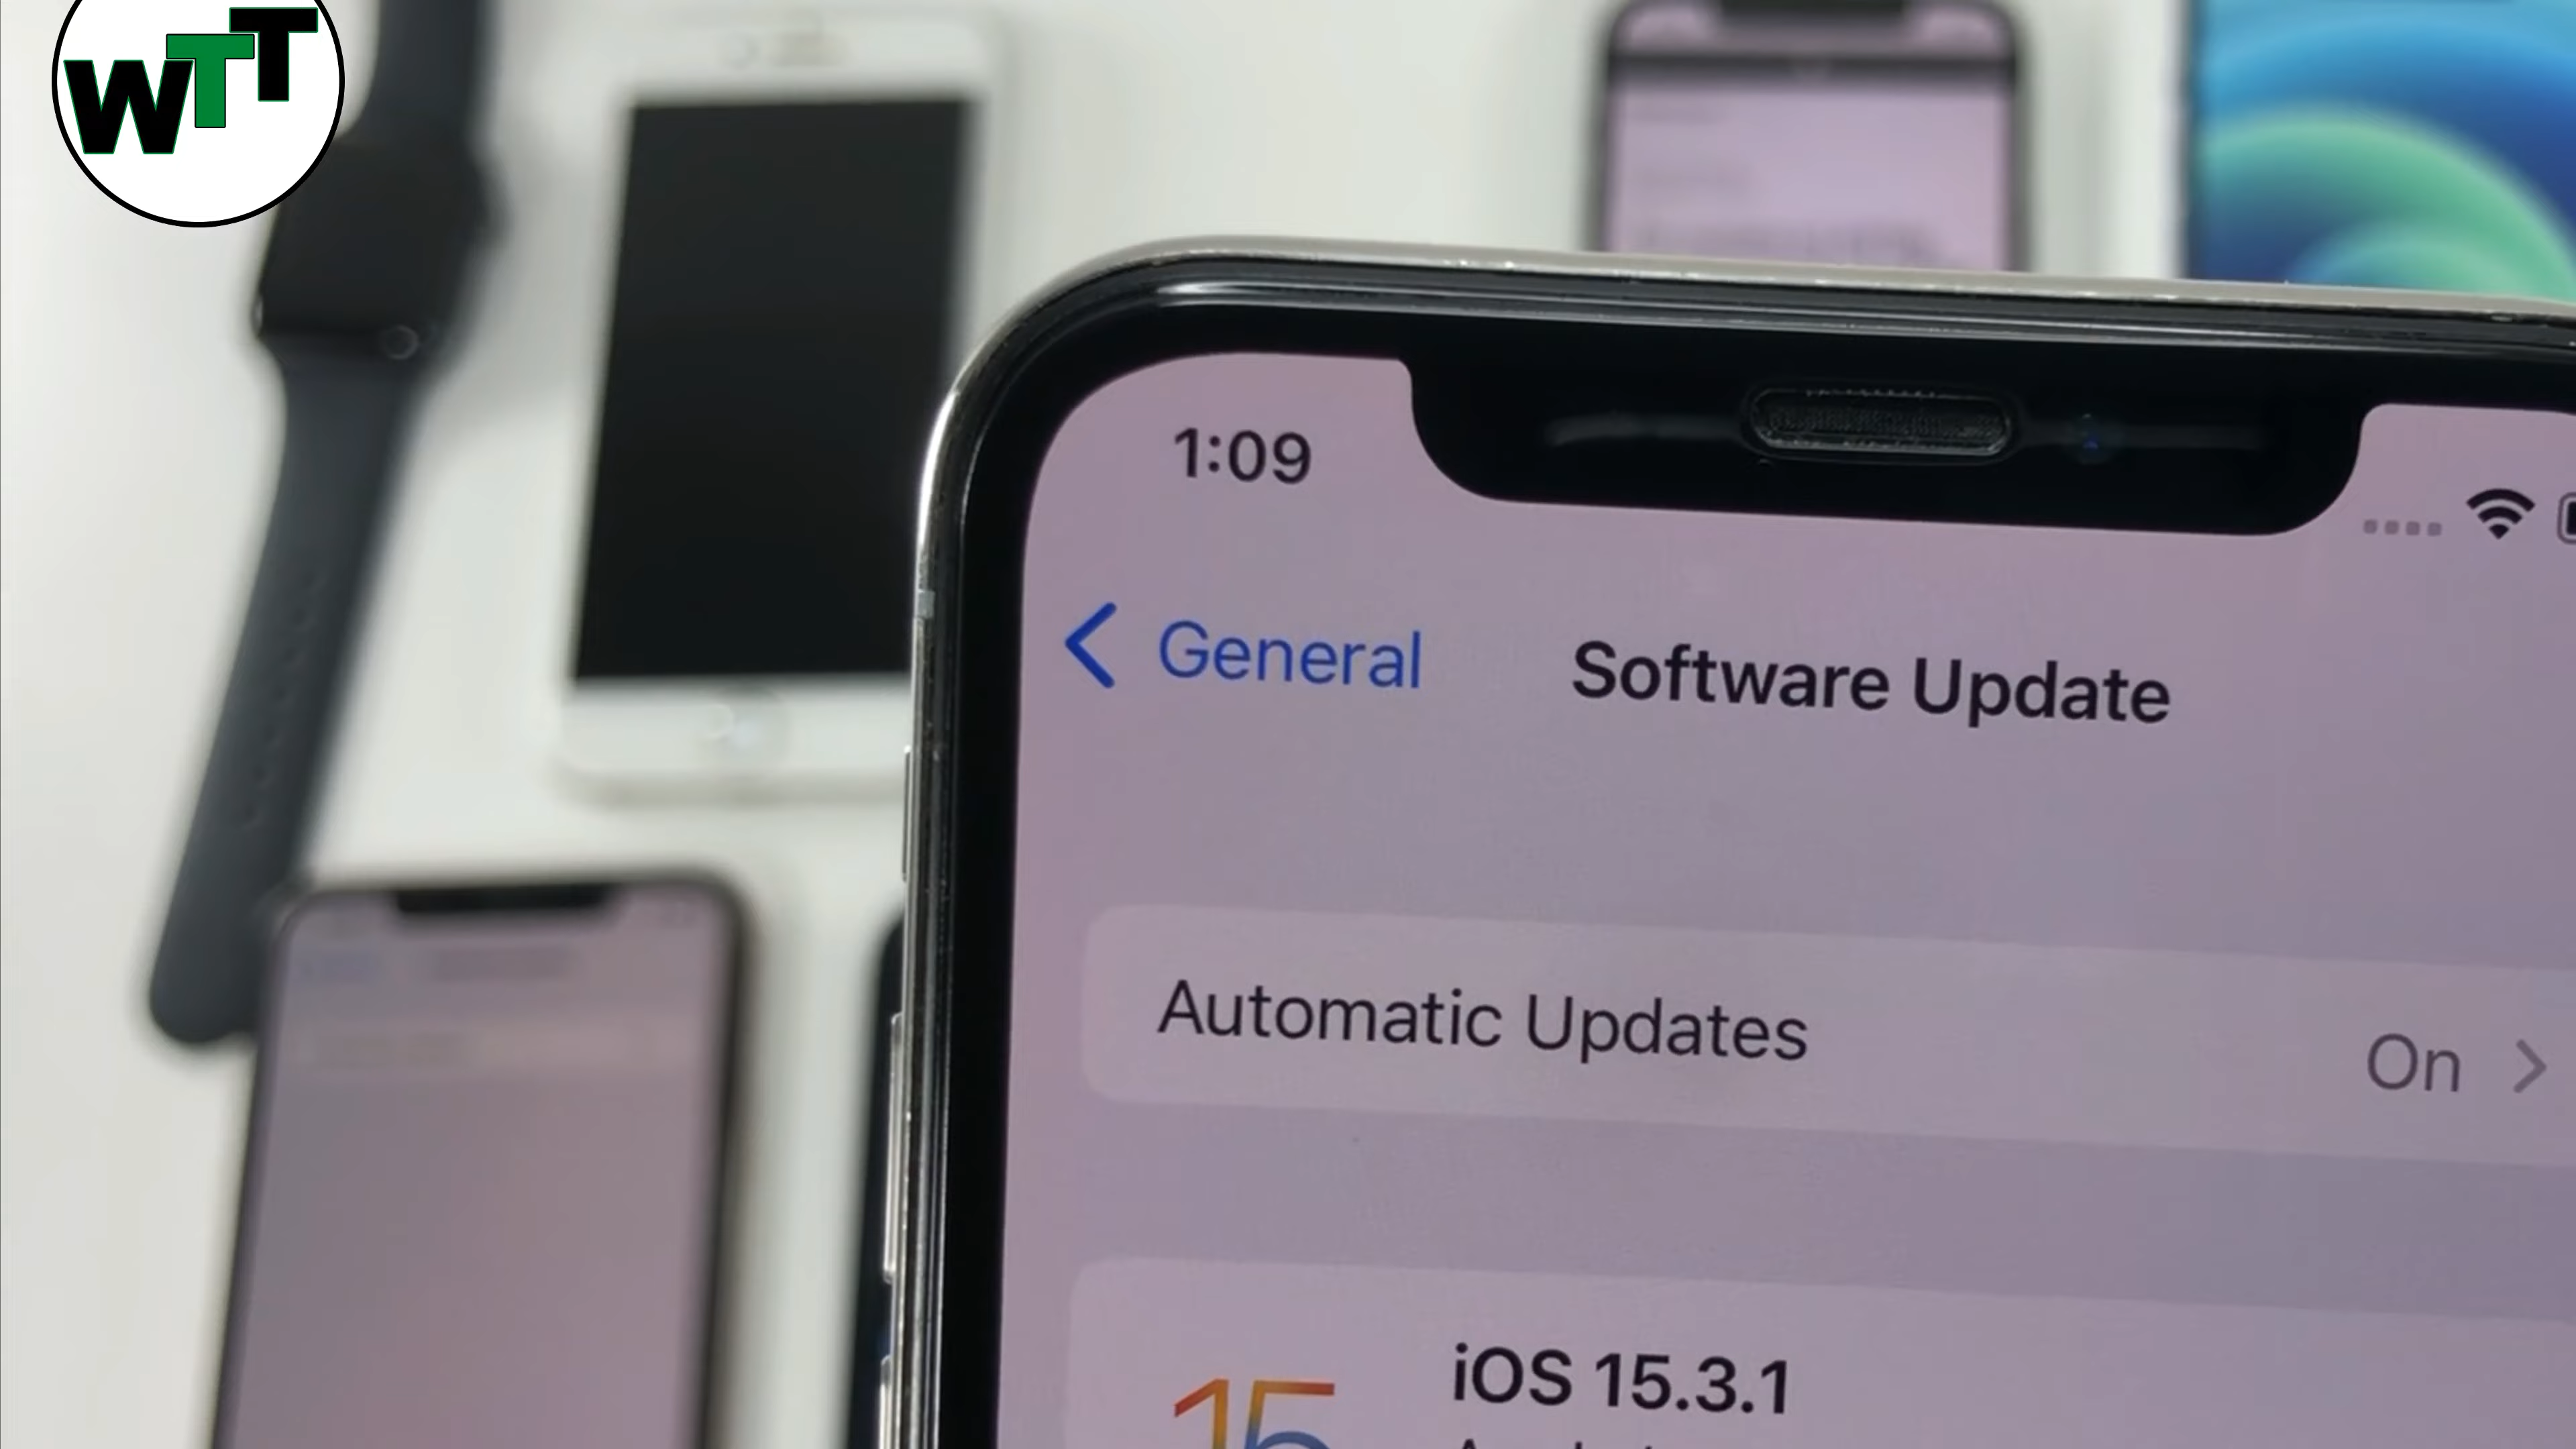 WTT
1:09
General
Software Update
Automatic Updates
On
iOS 15.3.1
15